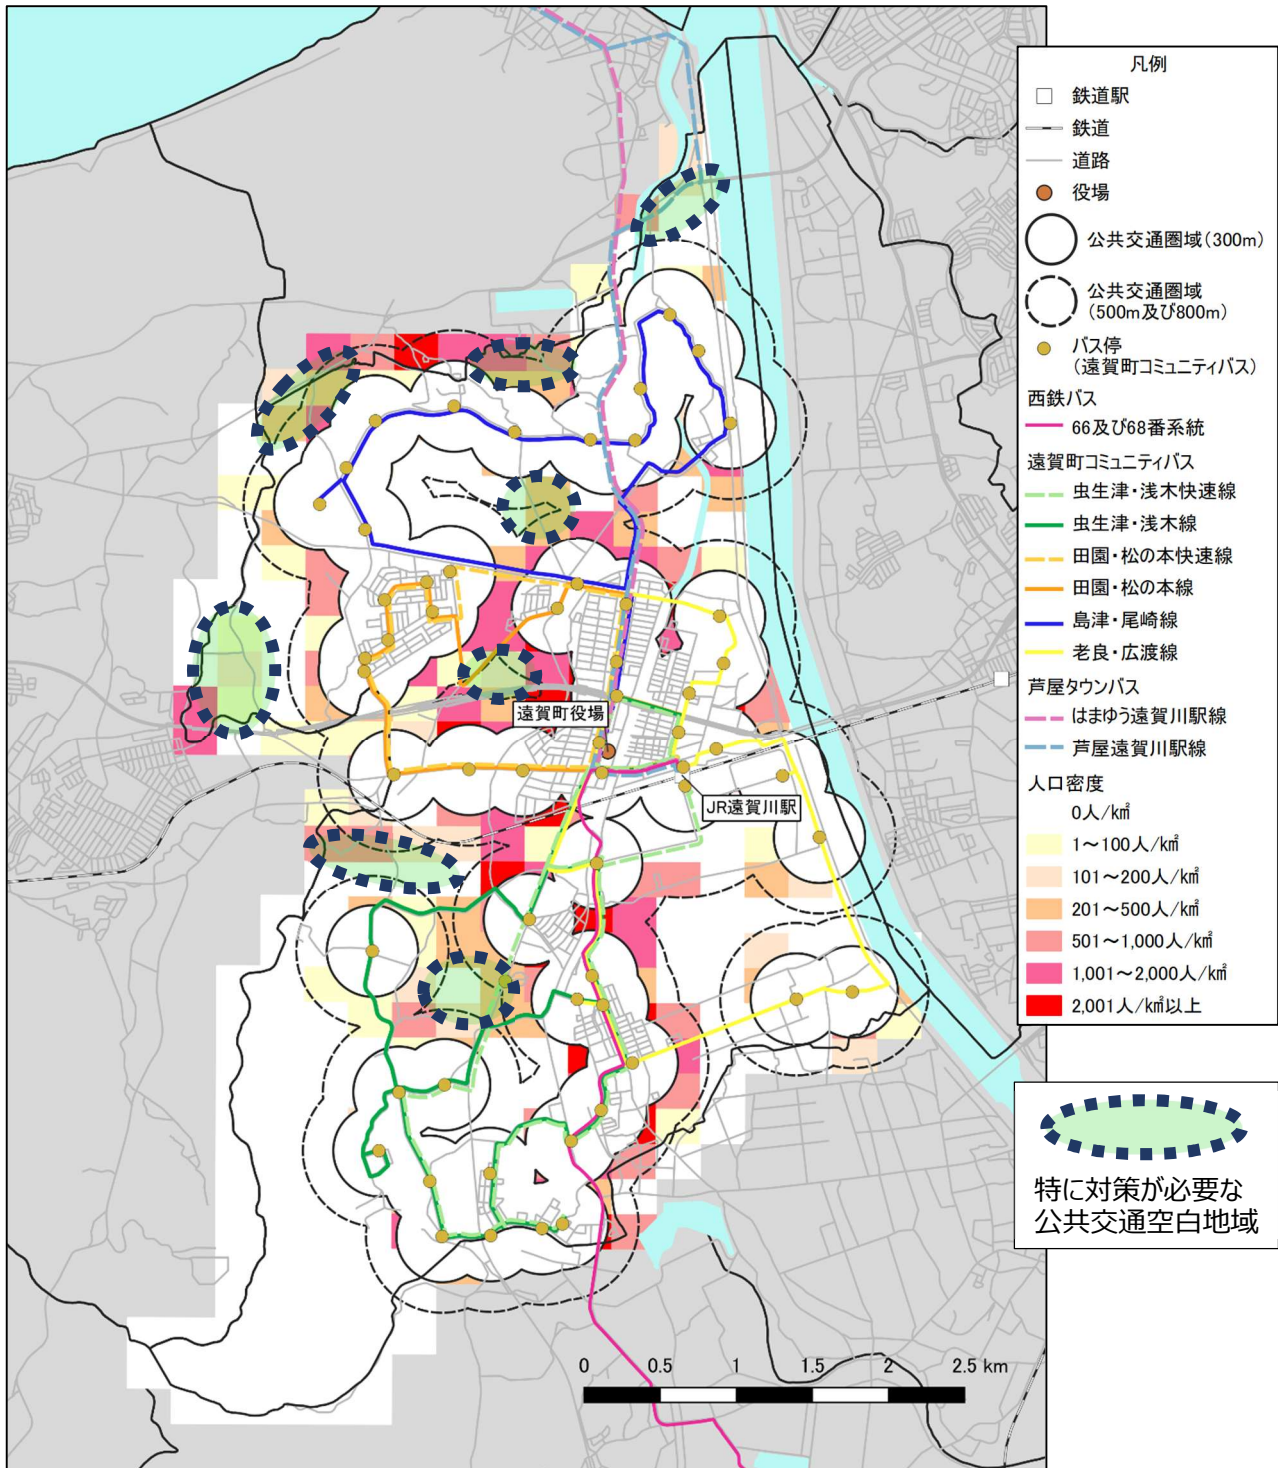 凡例
鉄道駅
鉄道
道路
役場
公共交通圏域(300m)
公共交通圏域
(500m及び800m)
バス停
(遠賀町コミュニティバス)
西鉄バス
66及び68番系統
遠賀町コミュニティバス
虫生津・浅木快速線
虫生津・浅木線
田園・松の本快速線
田園・松の本線
島津・尾崎線
老良・広渡線
芦屋タウンバス
はまゆう遠賀川駅線
芦屋遠賀川駅線
人口密度
0人/㎢
1~100人/㎢
101~200人/㎢
201~500人/㎢
501~1,000人/㎢
1,001~2,000人/㎢
2,001人/㎢以上
特に対策が必要な
公共交通空白地域
遠賀町役場
JR遠賀川駅
0 0.5 1 1.5 2 2.5 km